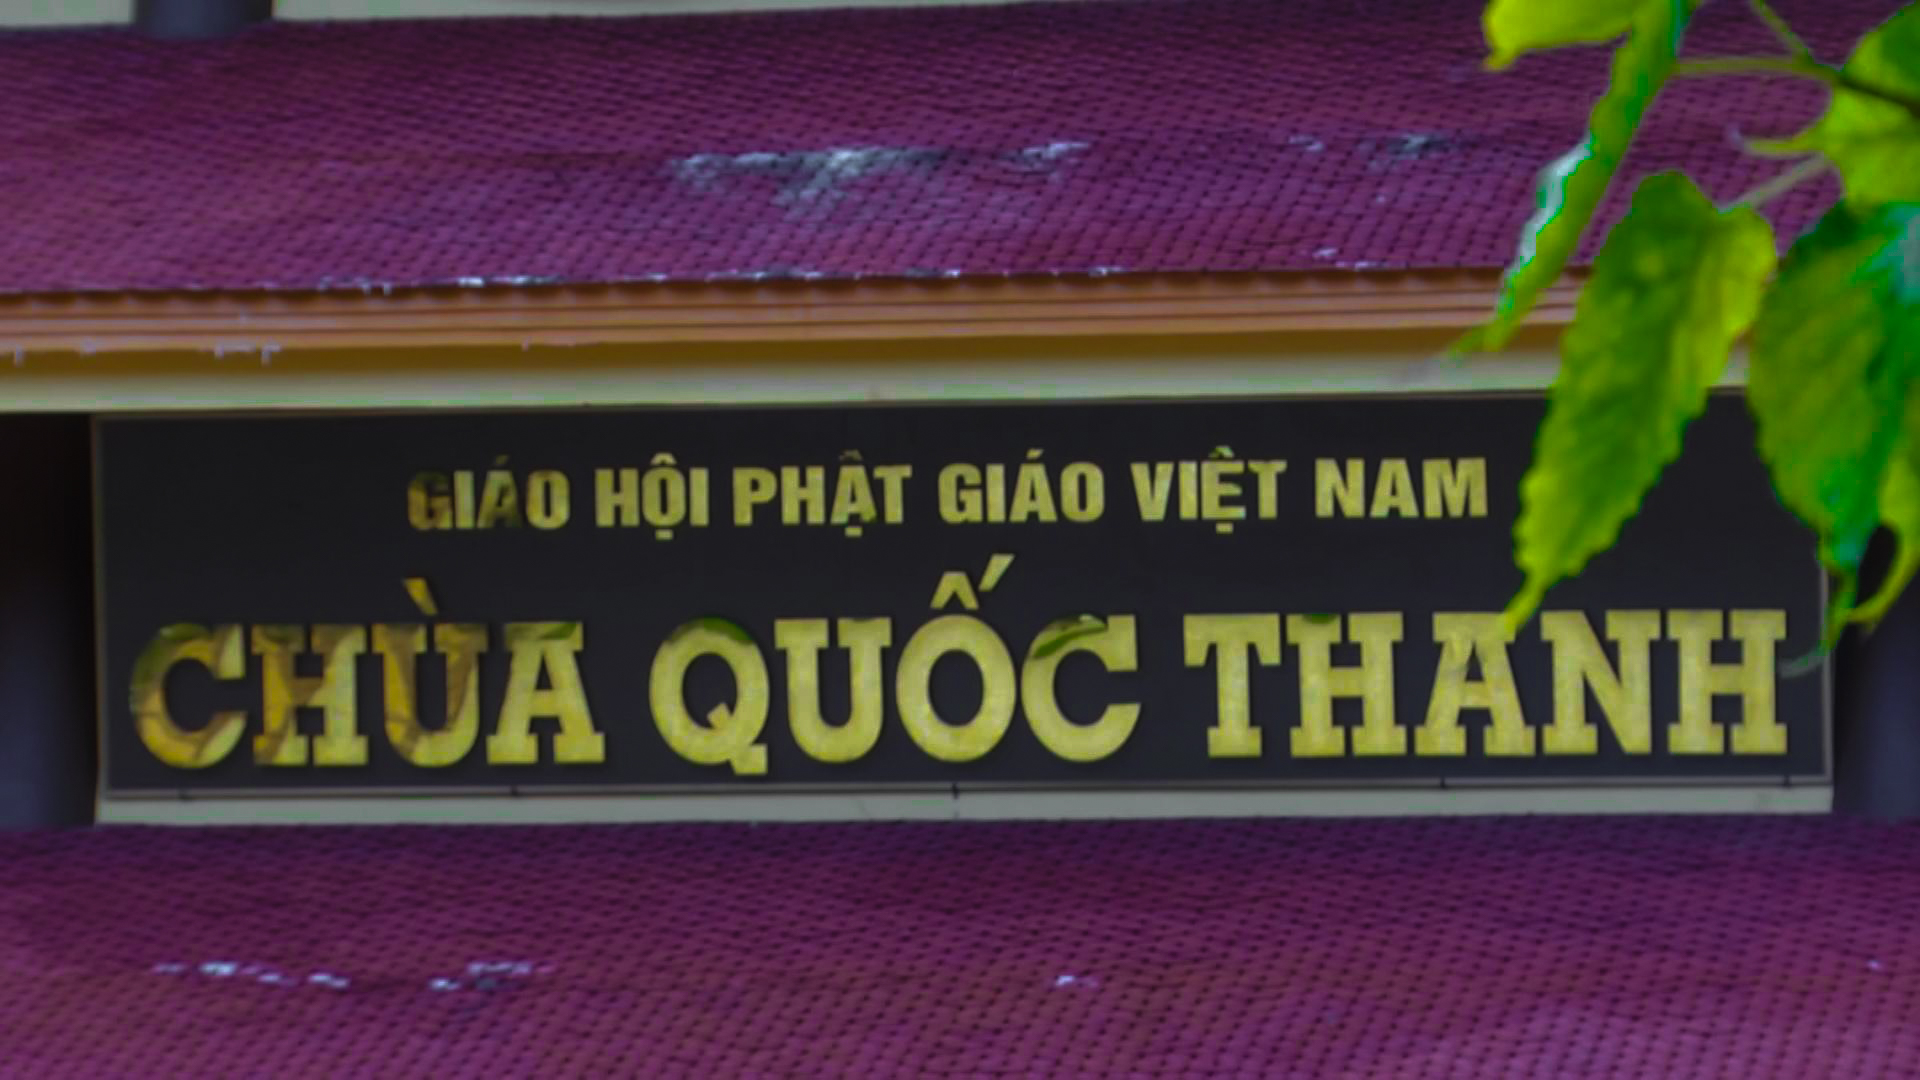 GIÁO HỘI PHẬT GIÁO VIỆT NAM
CHÙA QUỐC THANH